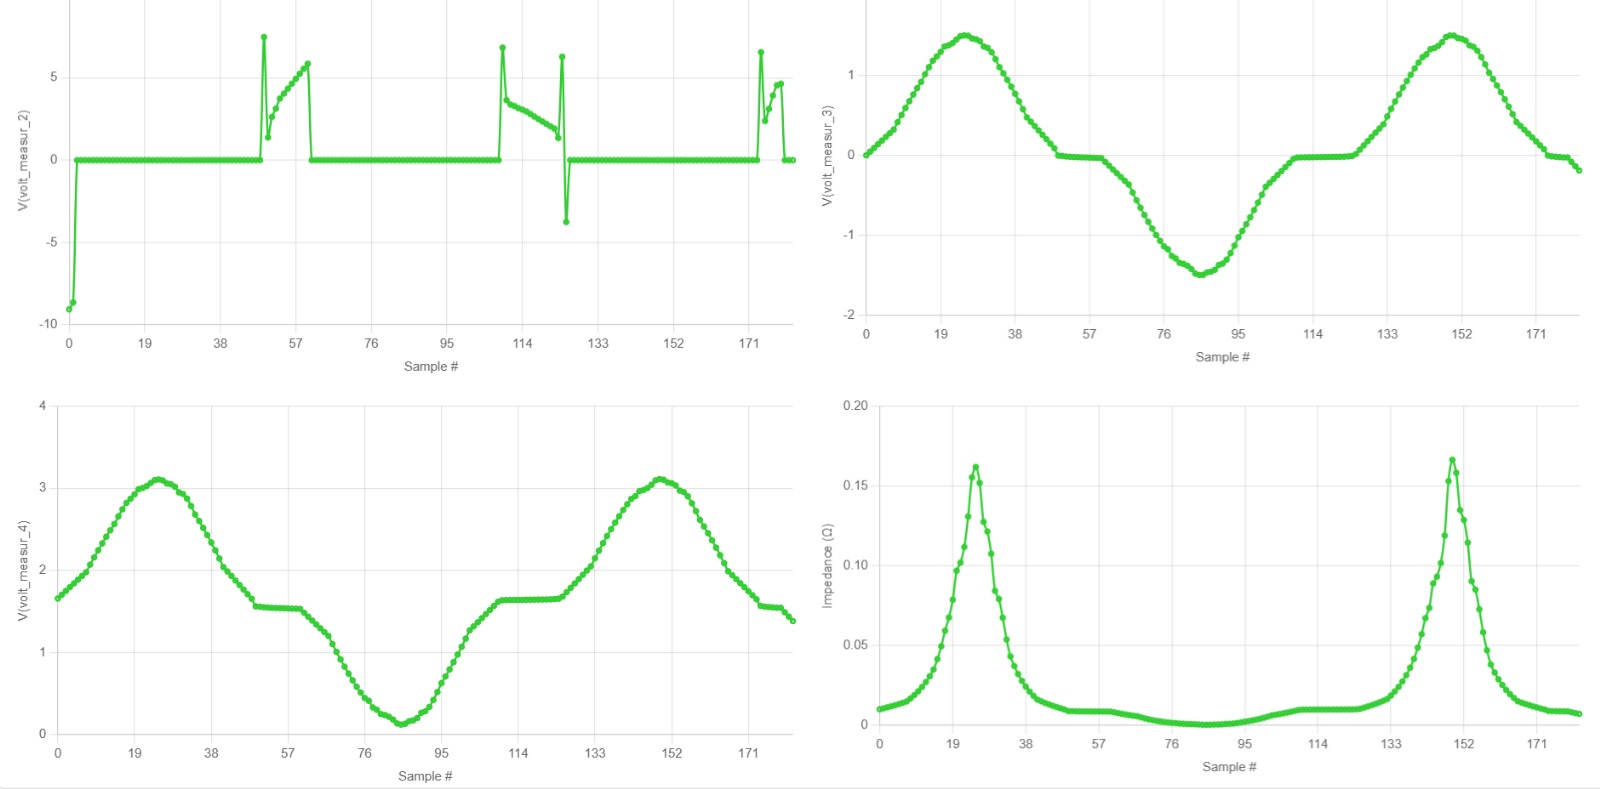 V(volt_measur_2)
5
0
-5
-10
0 19 38 57 76 95 114 133 152 171
Sample #
V(volt_measur_3)
1
0
-1
-2
0 19 38 57 76 95 114 133 152 171
Sample #
V(volt_measur_4)
4
3
2
1
0
0 19 38 57 76 95 114 133 152 171
Sample #
Impedance (Ω)
0.20
0.15
0.10
0.05
0
0 19 38 57 76 95 114 133 152 171
Sample #